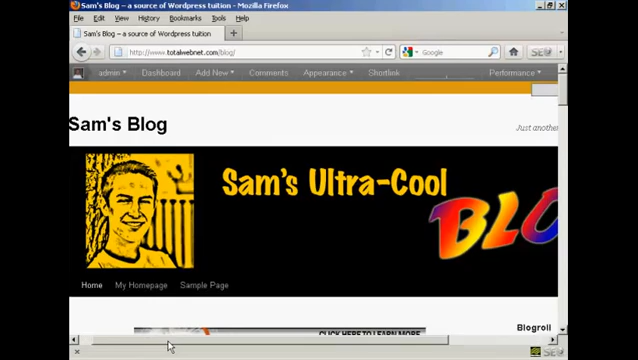 Sam's Blog – a source of Wordpress tuition - Mozilla Firefox
File Edit View History Bookmarks Tools Help
Sam's Blog – a source of Wordpress tuition
http://www.totalwebnet.com/blog/ Google SEO
admin Dashboard Add New Comments Appearance Shortlink Performance
Sam's Blog
Just another
Sam's Ultra-Cool
BLO
Home My Homepage Sample Page
CLICK HERE TO LEARN MORE
Blogroll
SEO